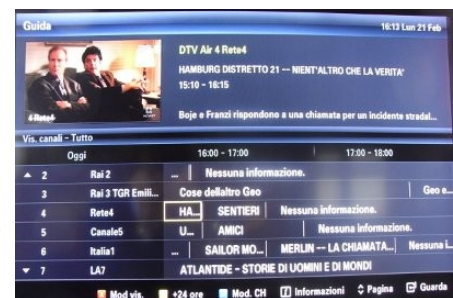 Guida 16:13 Lun 21 Feb
DTV Air 4 Rete4
HAMBURG DISTRETTO 21 -- NIENT'ALTRO CHE LA VERITA'
15:10 - 16:15
4 Rete4
Boje e Franzi rispondono a una chiamata per un incidente stradal...
Vis. canali - Tutto
Oggi 16:00 - 17:00 17:00 - 18:00
▲ 2 Rai 2 ... Nessuna informazione.
3 Rai 3 TGR Emili... Cose dellaltro Geo Geo e...
4 Rete4 HA... SENTIERI Nessuna informazione.
5 Canale5 U... AMICI Nessuna informazione.
6 Italia1 ... SAILOR MO... MERLIN -- LA CHIAMATA... Nessuna i...
▼ 7 LA7 ATLANTIDE - STORIE DI UOMINI E DI MONDI
Mod vis. +24 ore Mod. CH i Informazioni Pagina Guarda